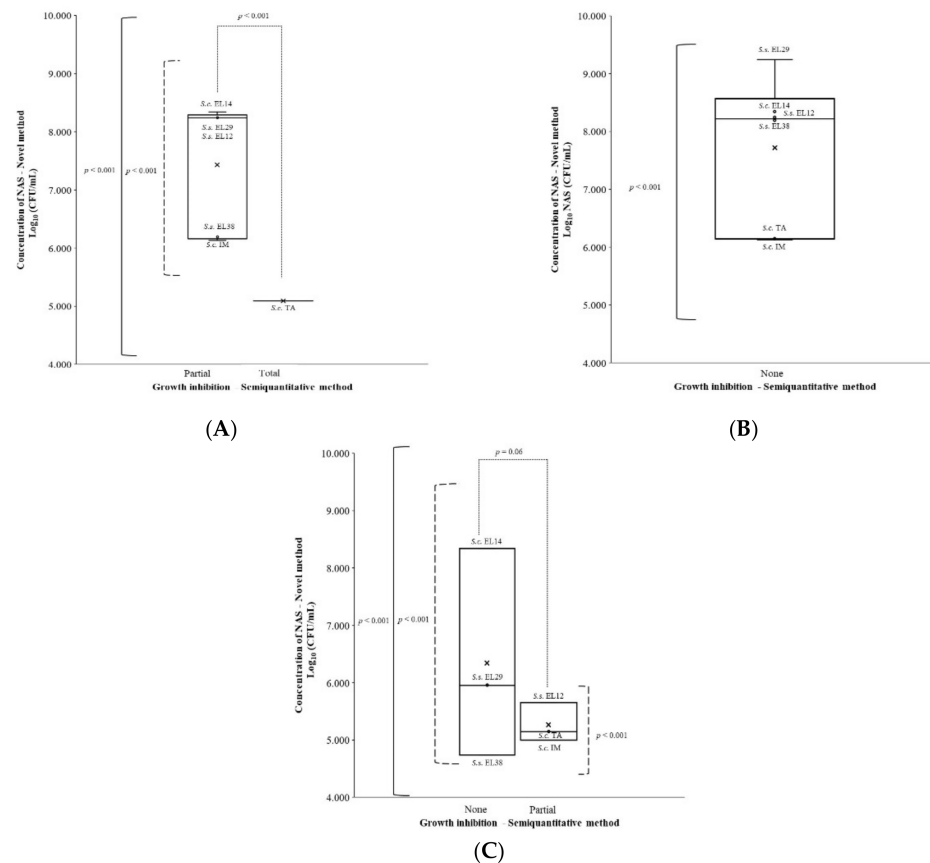 10.000
9.000
8.000
7.000
6.000
5.000
4.000
Concentration of NAS - Novel method
Log10 (CFU/mL)
p < 0.001
p < 0.001
p < 0.001
S.c. EL14
S.s. EL29
S.s. EL12
S.s. EL38
S.c. IM
S.c. TA
Partial
Total
Growth inhibition – Semiquantitative method
(A)
10.000
9.000
8.000
7.000
6.000
5.000
4.000
Concentration of NAS - Novel method
Log10 NAS (CFU/mL)
p < 0.001
S.s. EL29
S.c. EL14
S.s. EL12
S.s. EL38
S.c. TA
S.c. IM
None
Growth inhibition - Semiquantitative method
(B)
10.000
9.000
8.000
7.000
6.000
5.000
4.000
Concentration of NAS - Novel method
Log10 (CFU/mL)
p = 0.06
p < 0.001
p < 0.001
S.c. EL14
S.s. EL29
S.s. EL38
S.s. EL12
S.c. TA
S.c. IM
p < 0.001
None
Partial
Growth inhibition - Semiquantitative method
(C)